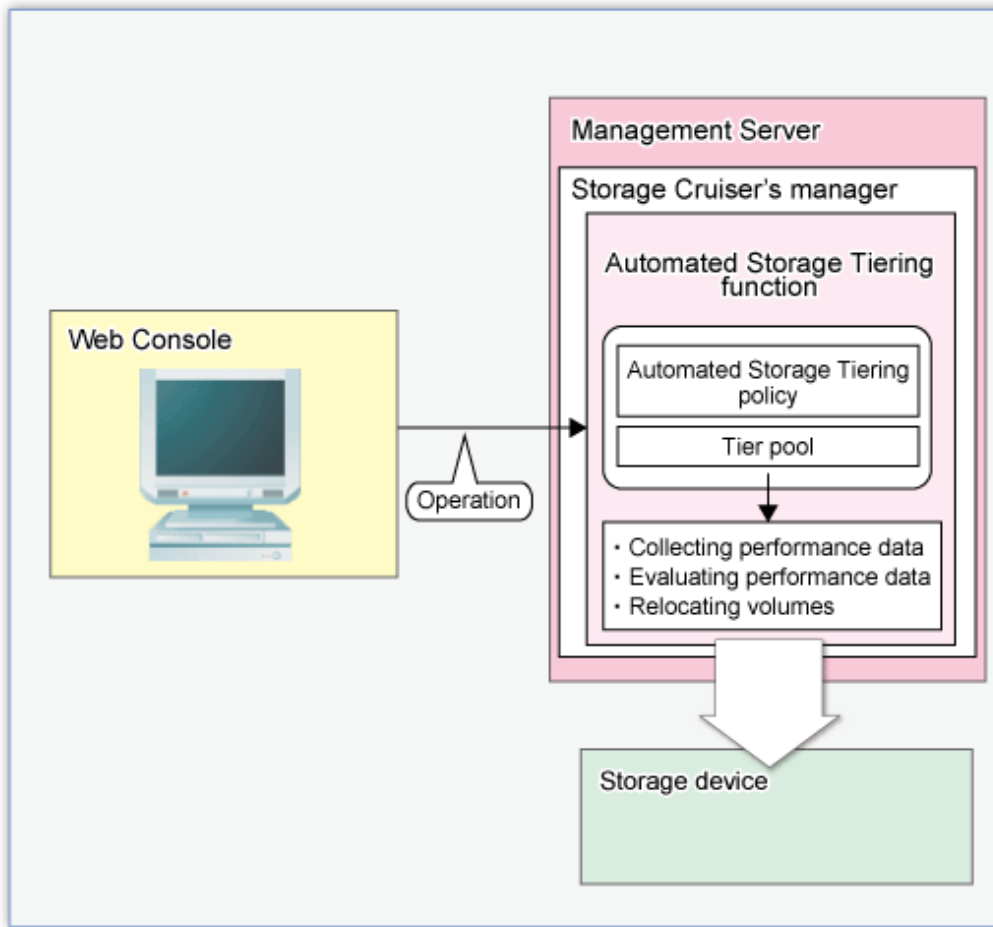 Management Server
Storage Cruiser's manager
Automated Storage Tiering
function
Web Console
Automated Storage Tiering
policy
Tier pool
Operation
・Collecting performance data
・Evaluating performance data
・Relocating volumes
Storage device